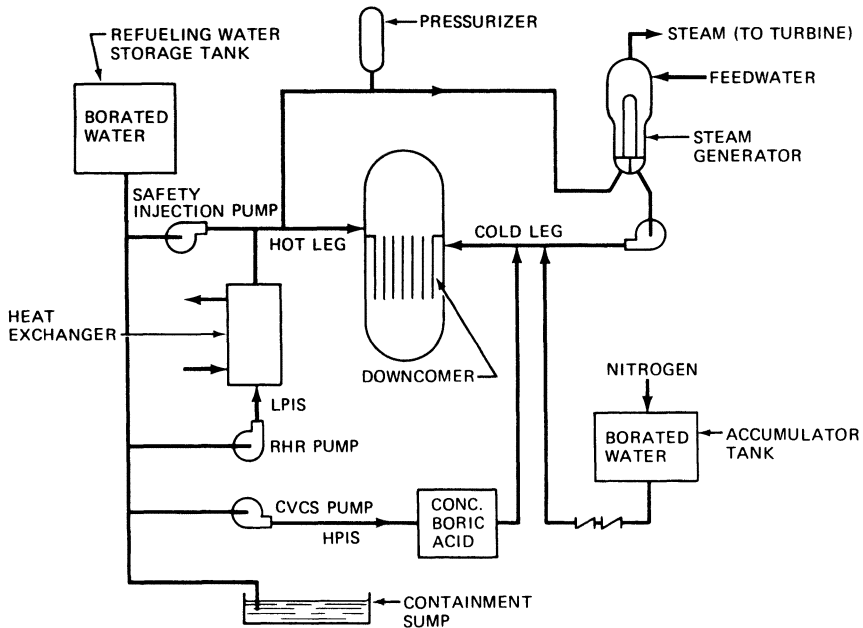 REFUELING WATER
STORAGE TANK
PRESSURIZER
STEAM (TO TURBINE)
FEEDWATER
BORATED
WATER
STEAM
GENERATOR
SAFETY
INJECTION PUMP
HOT LEG
COLD LEG
HEAT
EXCHANGER
DOWNCOMER
NITROGEN
LPIS
RHR PUMP
BORATED
WATER
ACCUMULATOR
TANK
CVCS PUMP
HPIS
CONC.
BORIC
ACID
CONTAINMENT
SUMP